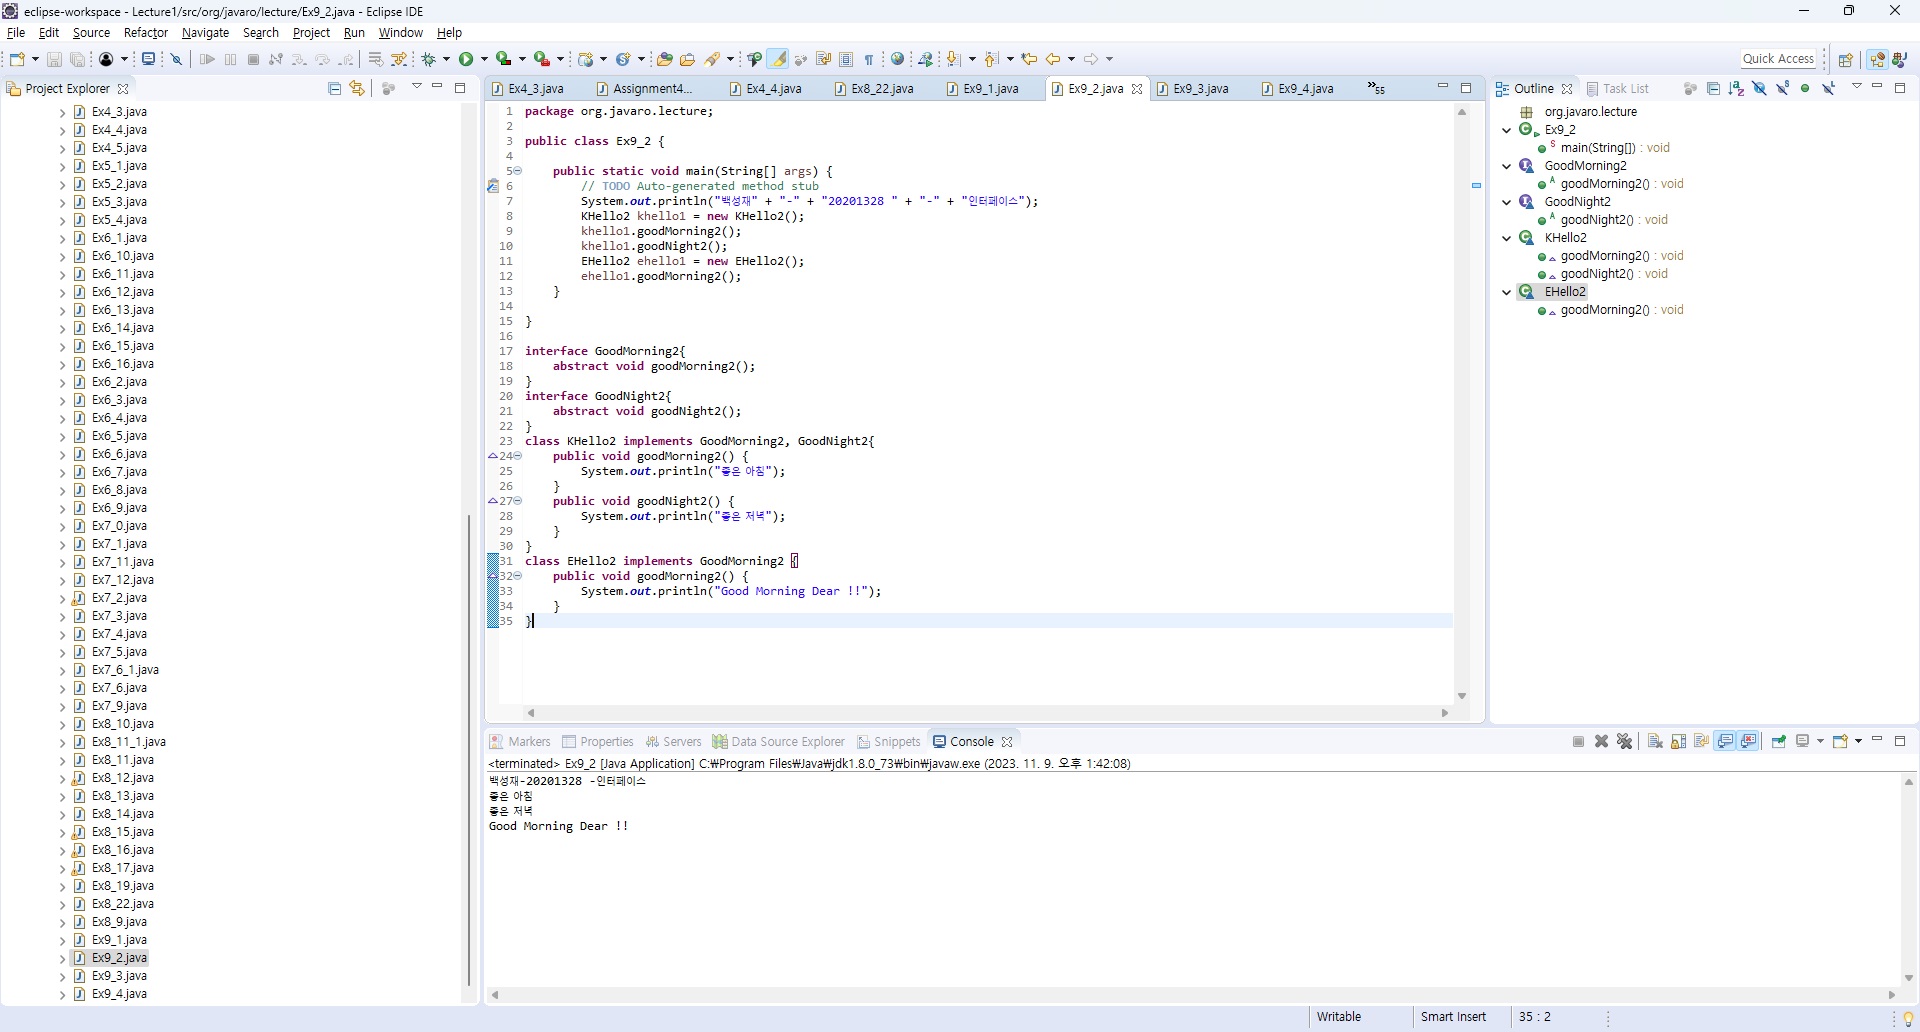 eclipse-workspace - Lecture1/src/org/javaro/lecture/Ex9_2.java - Eclipse IDE
File Edit Source Refactor Navigate Search Project Run Window Help
Quick Access
Project Explorer
Ex4_3.java
Ex4_4.java
Ex4_5.java
Ex5_1.java
Ex5_2.java
Ex5_3.java
Ex5_4.java
Ex6_1.java
Ex6_10.java
Ex6_11.java
Ex6_12.java
Ex6_13.java
Ex6_14.java
Ex6_15.java
Ex6_16.java
Ex6_2.java
Ex6_3.java
Ex6_4.java
Ex6_5.java
Ex6_6.java
Ex6_7.java
Ex6_8.java
Ex6_9.java
Ex7_0.java
Ex7_1.java
Ex7_11.java
Ex7_12.java
Ex7_2.java
Ex7_3.java
Ex7_4.java
Ex7_5.java
Ex7_6_1.java
Ex7_6.java
Ex7_9.java
Ex8_10.java
Ex8_11_1.java
Ex8_11.java
Ex8_12.java
Ex8_13.java
Ex8_14.java
Ex8_15.java
Ex8_16.java
Ex8_17.java
Ex8_19.java
Ex8_22.java
Ex8_9.java
Ex9_1.java
Ex9_2.java
Ex9_3.java
Ex9_4.java
Ex4_3.java Assignment4... Ex4_4.java Ex8_22.java Ex9_1.java Ex9_2.java Ex9_3.java Ex9_4.java »55
1 package org.javaro.lecture;
2
3 public class Ex9_2 {
4
5 public static void main(String[] args) {
6 // TODO Auto-generated method stub
7 System.out.println("백성재" + "-" + "20201328 " + "-" + "인터페이스");
8 KHello2 khello1 = new KHello2();
9 khello1.goodMorning2();
10 khello1.goodNight2();
11 EHello2 ehello1 = new EHello2();
12 ehello1.goodMorning2();
13 }
14
15 }
16
17 interface GoodMorning2{
18 abstract void goodMorning2();
19 }
20 interface GoodNight2{
21 abstract void goodNight2();
22 }
23 class KHello2 implements GoodMorning2, GoodNight2{
24 public void goodMorning2() {
25 System.out.println("좋은 아침");
26 }
27 public void goodNight2() {
28 System.out.println("좋은 저녁");
29 }
30 }
31 class EHello2 implements GoodMorning2 {
32 public void goodMorning2() {
33 System.out.println("Good Morning Dear !!");
34 }
35 }
Outline Task List
org.javaro.lecture
Ex9_2
main(String[]) : void
GoodMorning2
goodMorning2() : void
GoodNight2
goodNight2() : void
KHello2
goodMorning2() : void
goodNight2() : void
EHello2
goodMorning2() : void
Markers Properties Servers Data Source Explorer Snippets Console
<terminated> Ex9_2 [Java Application] C:₩Program Files₩Java₩jdk1.8.0_73₩bin₩javaw.exe (2023. 11. 9. 오후 1:42:08)
백성재-20201328 -인터페이스
좋은 아침
좋은 저녁
Good Morning Dear !!
Writable Smart Insert 35 : 2